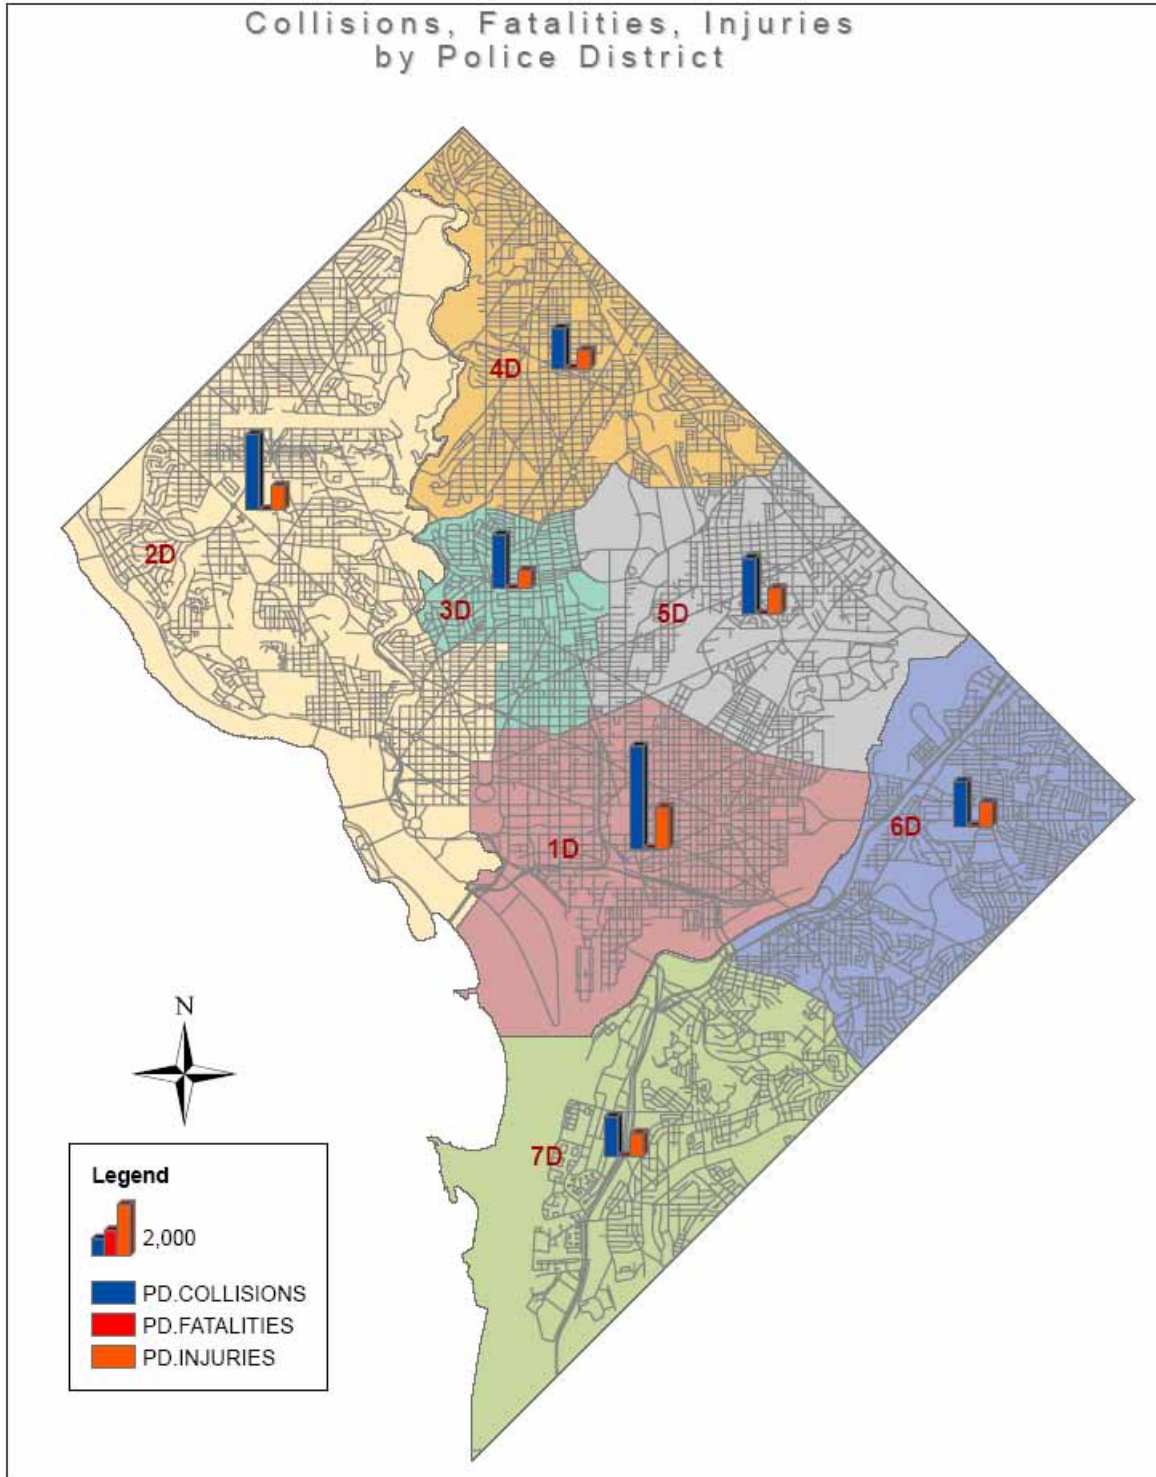 Collisions, Fatalities, Injuries
by Police District
4D
2D
3D
5D
6D
1D
N
7D
Legend
2,000
PD.COLLISIONS
PD.FATALITIES
PD.INJURIES